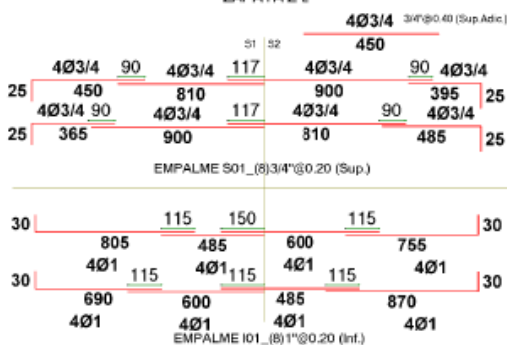 4Ø3/4 3/4"@0.40 (Sup.Adic.)
S1 S2 450
4Ø3/4 90 4Ø3/4 117 4Ø3/4 90 4Ø3/4
25 450 810 900 395 25
4Ø3/4 90 4Ø3/4 117 4Ø3/4 90 4Ø3/4
25 365 900 810 485 25
EMPALME S01_(8)3/4"@0.20 (Sup.)
30 115 150 115 30
805 485 600 755
4Ø1 4Ø1 4Ø1 4Ø1
30 115 115 115 30
690 600 485 870
4Ø1 4Ø1 4Ø1 4Ø1
EMPALME I01_(8)1"@0.20 (Inf.)